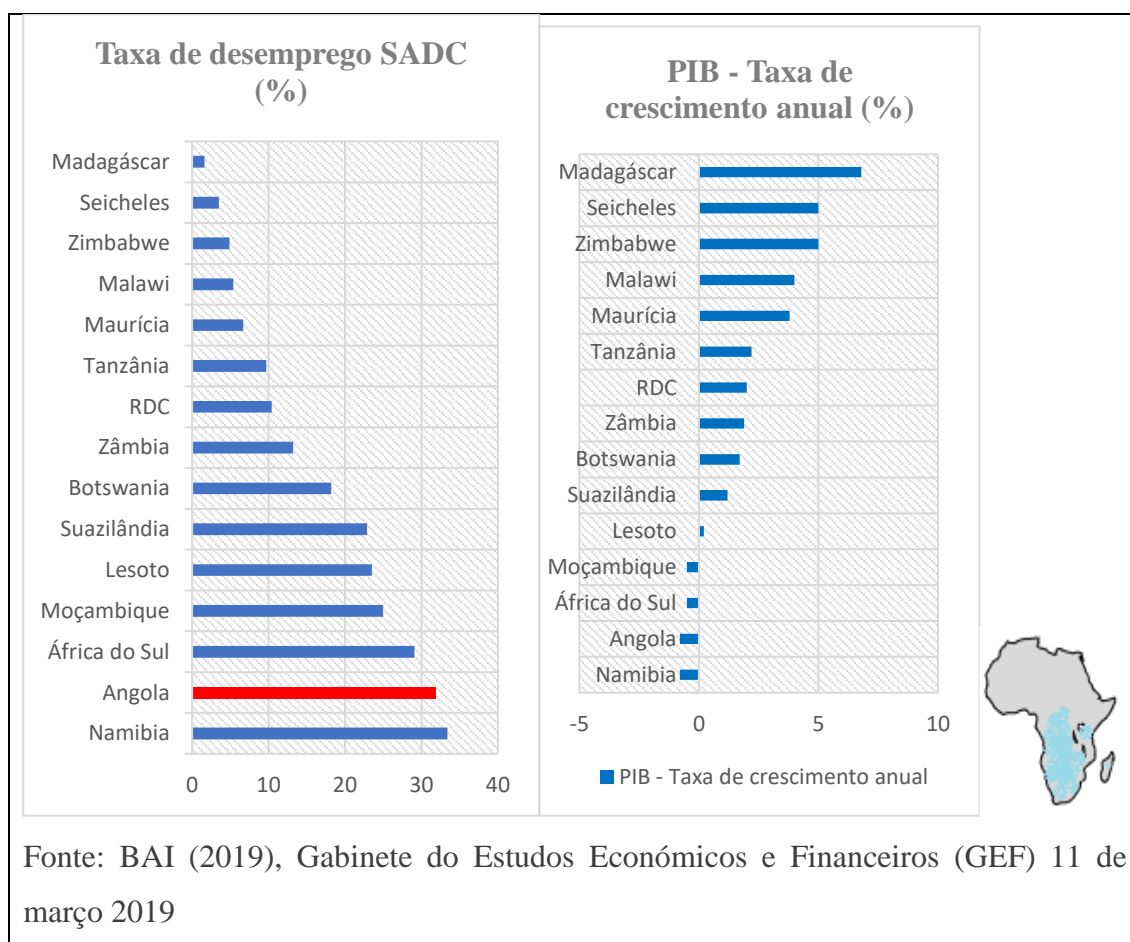 Taxa de desemprego SADC
(%)
Madagáscar
Seicheles
Zimbabwe
Malawi
Maurícia
Tanzânia
RDC
Zâmbia
Botswania
Suazilândia
Lesoto
Moçambique
África do Sul
Angola
Namibia
0 10 20 30 40
PIB - Taxa de
crescimento anual (%)
Madagáscar
Seicheles
Zimbabwe
Malawi
Maurícia
Tanzânia
RDC
Zâmbia
Botswania
Suazilândia
Lesoto
Moçambique
África do Sul
Angola
Namibia
-5 0 5 10
PIB - Taxa de crescimento anual
Fonte: BAI (2019), Gabinete do Estudos Económicos e Financeiros (GEF) 11 de
março 2019